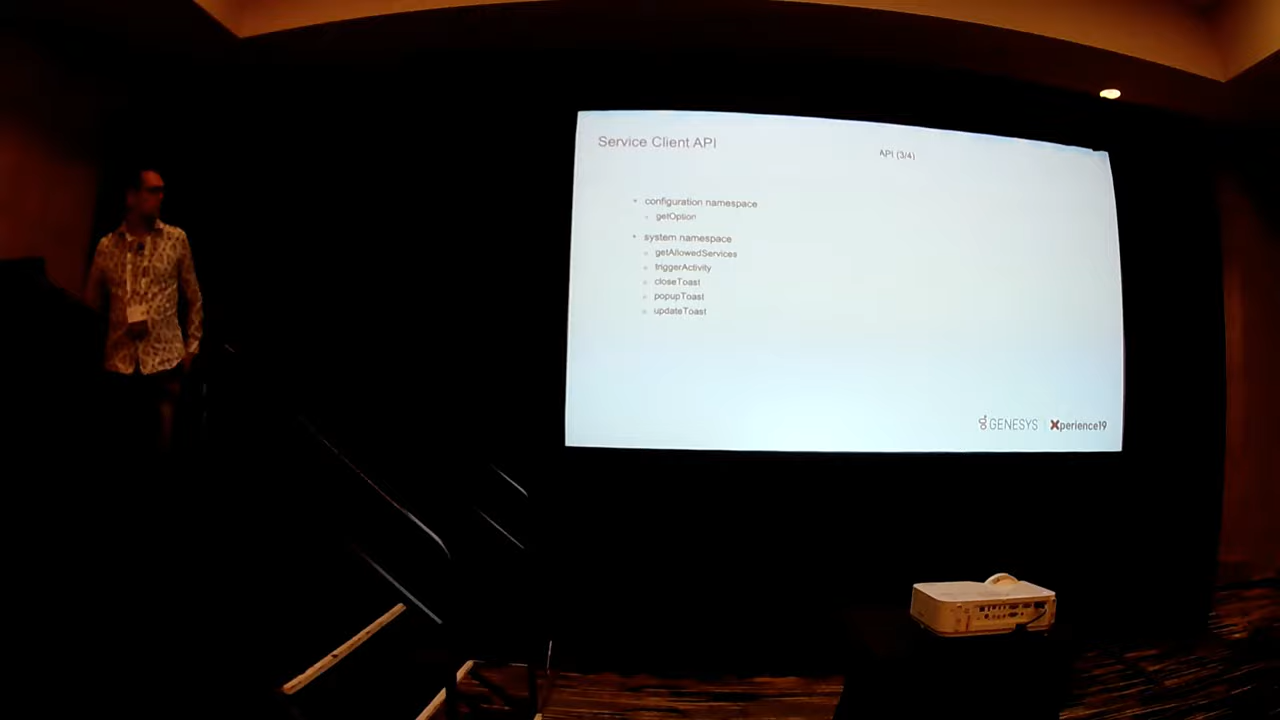 Service Client API
API (3/4)
configuration namespace
getOption
system namespace
getAllowedServices
triggerActivity
closeToast
popupToast
updateToast
GENESYS Xperience19